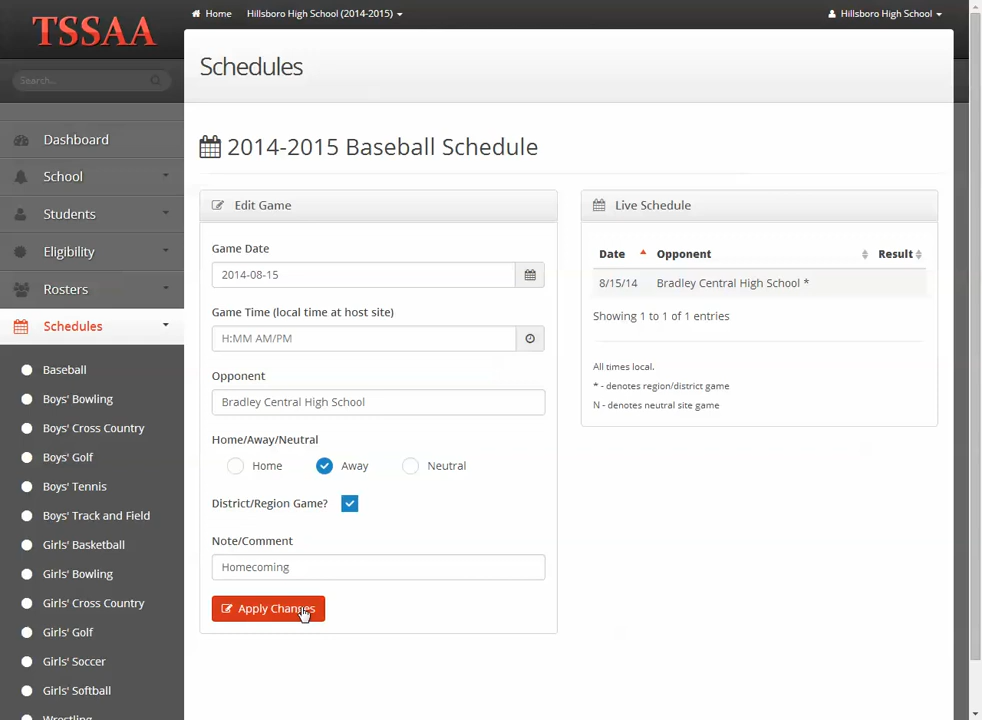 TSSAA
Home
Hillsboro High School (2014-2015)
Hillsboro High School
Search...
Dashboard
School
Students
Eligibility
Rosters
Schedules
Baseball
Boys' Bowling
Boys' Cross Country
Boys' Golf
Boys' Tennis
Boys' Track and Field
Girls' Basketball
Girls' Bowling
Girls' Cross Country
Girls' Golf
Girls' Soccer
Girls' Softball
Wrestling
Schedules
2014-2015 Baseball Schedule
Edit Game
Game Date
2014-08-15
Game Time (local time at host site)
H:MM AM/PM
Opponent
Bradley Central High School
Home/Away/Neutral
Home Away Neutral
District/Region Game?
Note/Comment
Homecoming
Apply Changes
Live Schedule
Date Opponent Result
8/15/14 Bradley Central High School *
Showing 1 to 1 of 1 entries
All times local.
* - denotes region/district game
N - denotes neutral site game